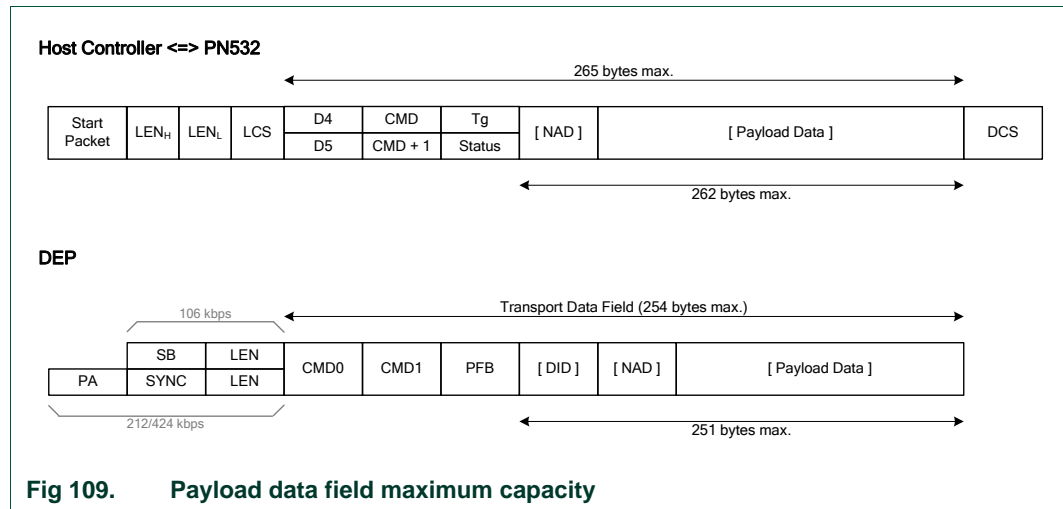 Host Controller <=> PN532
265 bytes max.
Start Packet LENH LENL LCS D4 CMD Tg [ NAD ] [ Payload Data ] DCS
D5 CMD + 1 Status
262 bytes max.
DEP
106 kbps
Transport Data Field (254 bytes max.)
SB LEN CMD0 CMD1 PFB [ DID ] [ NAD ] [ Payload Data ]
PA SYNC LEN
212/424 kbps
251 bytes max.
Fig 109. Payload data field maximum capacity